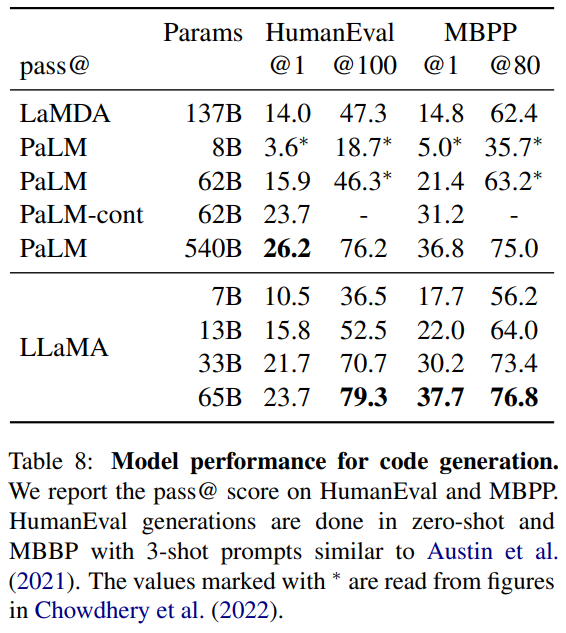 Params HumanEval MBPP
pass@ @1 @100 @1 @80
LaMDA 137B 14.0 47.3 14.8 62.4
PaLM 8B 3.6* 18.7* 5.0* 35.7*
PaLM 62B 15.9 46.3* 21.4 63.2*
PaLM-cont 62B 23.7 - 31.2 -
PaLM 540B 26.2 76.2 36.8 75.0
LLaMA
7B 10.5 36.5 17.7 56.2
13B 15.8 52.5 22.0 64.0
33B 21.7 70.7 30.2 73.4
65B 23.7 79.3 37.7 76.8
Table 8: Model performance for code generation.
We report the pass@ score on HumanEval and MBPP.
HumanEval generations are done in zero-shot and
MBBP with 3-shot prompts similar to Austin et al.
(2021). The values marked with * are read from figures
in Chowdhery et al. (2022).